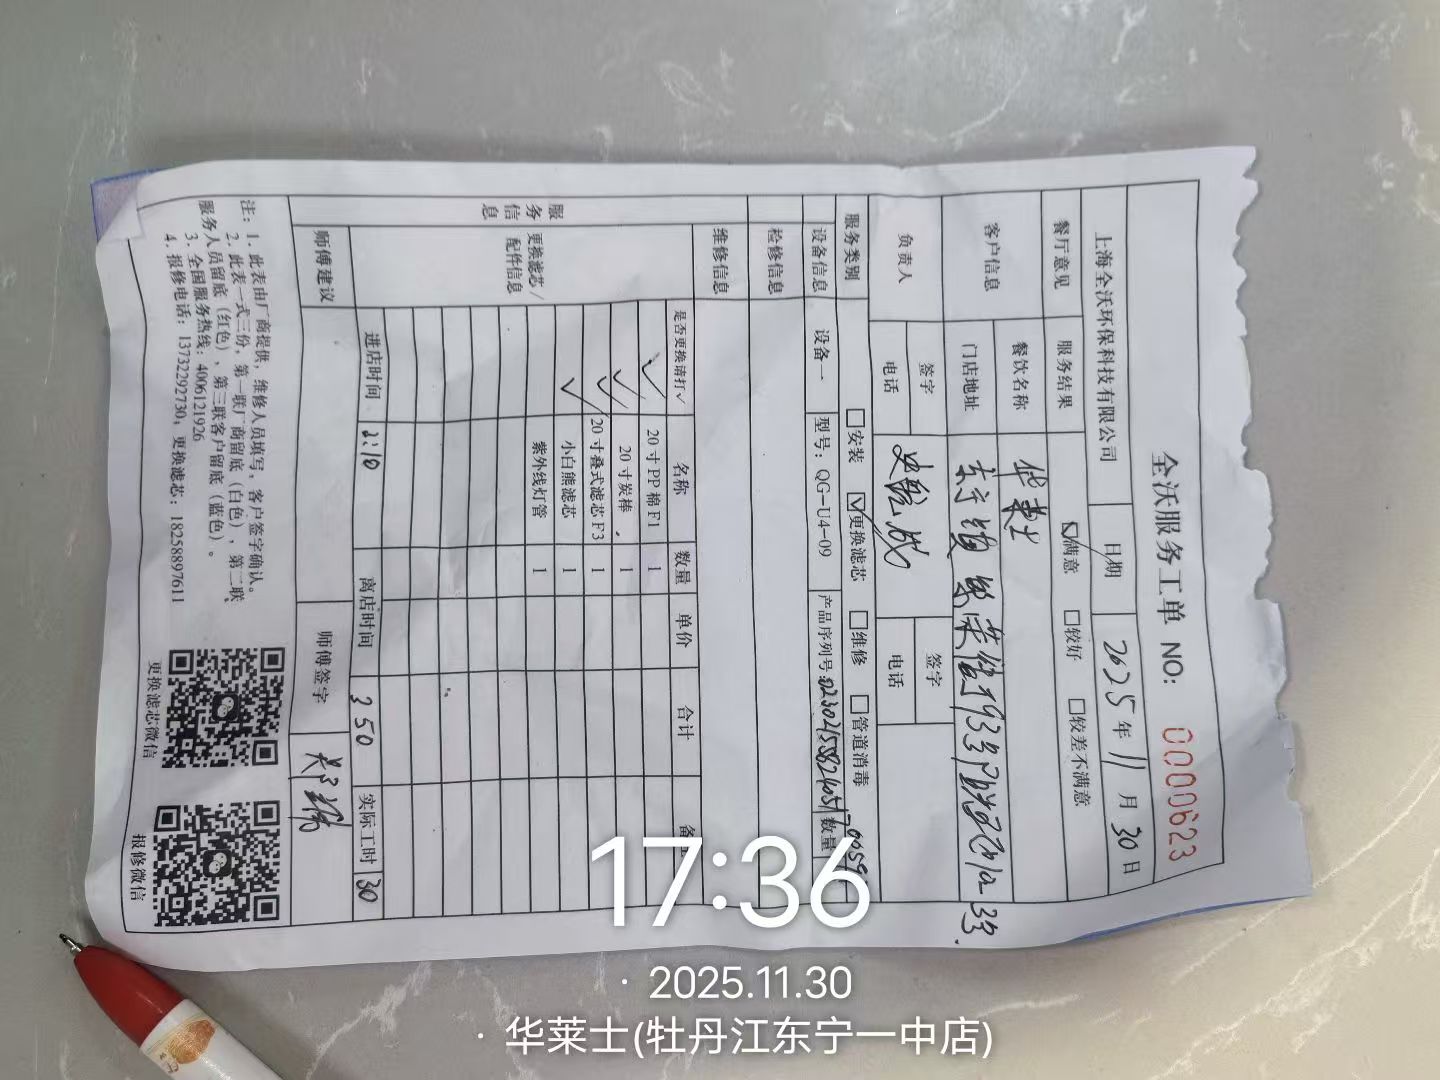 全沃服务工单 NO: 0000623
上海全沃环保科技有限公司 日期 2025年11月30日
餐厅意见 服务结果 ☑满意 □较好 □较差不满意
客户信息 餐饮名称 华莱士
门店地址
负责人 签字 签字
电话 电话
服务类别 □安装 ☑更换滤芯 □维修 □管道消毒
设备信息 设备一 型号：QG-U4-09 产品序列号: 数量
检修信息
维修信息
服务信息
更换滤芯/配件信息
是否更换请打✓ 名称 数量 单价 合计
✓ 20寸PP棉F1 1
✓ 20寸炭棒 1
✓ 20寸叠式滤芯F3 1
✓ 小白熊滤芯 1
紫外线灯管 1
进店时间 2:10 离店时间 350 实际工时 30
师傅建议 师傅签字
注：1. 此表由厂商提供，维修人员填写，客户签字确认。
2. 此表一式三份，第一联厂商留底（白色），第二联
服务人员留底（红色），第三联客户留底（蓝色）。
3. 全国服务热线：4006121926
4. 报修电话：13732292730，更换滤芯：18258897611
更换滤芯微信
报修微信
17:36
· 2025.11.30
· 华莱士(牡丹江东宁一中店)